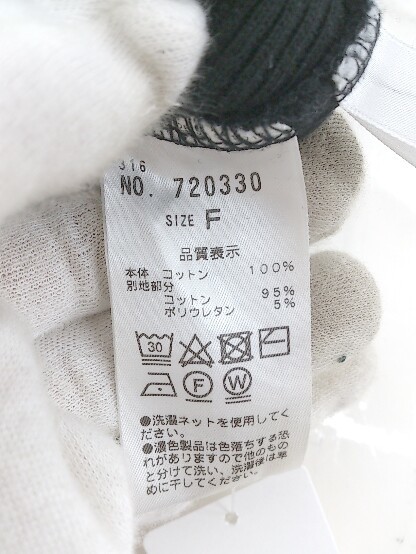 316
NO. 720330
SIZE F
品質表示
本体 コットン 100%
別地部分
コットン 95%
ポリウレタン 5%
30
F
W
●洗濯ネットを使用してく
ださい。
●濃色製品は色落ちする恐
れがありますので他のもの
と分けて洗い、洗濯後は早
めに干してください。